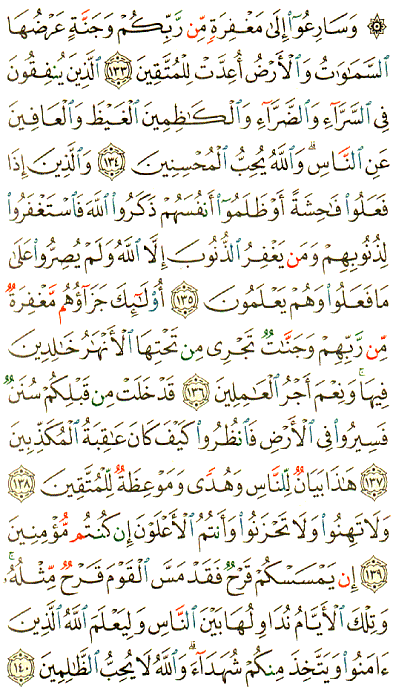 ۞ وَسَارِعُوٓا۟ إِلَىٰ مَغْفِرَةٍ مِّن رَّبِّكُمْ وَجَنَّةٍ عَرْضُهَا
ٱلسَّمَـٰوَٰتُ وَٱلْأَرْضُ أُعِدَّتْ لِلْمُتَّقِينَ ١٣٣ ٱلَّذِينَ يُنفِقُونَ
فِى ٱلسَّرَّآءِ وَٱلضَّرَّآءِ وَٱلْكَـٰظِمِينَ ٱلْغَيْظَ وَٱلْعَافِينَ
عَنِ ٱلنَّاسِ ۗ وَٱللَّهُ يُحِبُّ ٱلْمُحْسِنِينَ ١٣٤ وَٱلَّذِينَ إِذَا
فَعَلُوا۟ فَـٰحِشَةً أَوْ ظَلَمُوٓا۟ أَنفُسَهُمْ ذَكَرُوا۟ ٱللَّهَ فَٱسْتَغْفَرُوا۟
لِذُنُوبِهِمْ وَمَن يَغْفِرُ ٱلذُّنُوبَ إِلَّا ٱللَّهُ وَلَمْ يُصِرُّوا۟ عَلَىٰ
مَا فَعَلُوا۟ وَهُمْ يَعْلَمُونَ ١٣٥ أُو۟لَـٰٓئِكَ جَزَآؤُهُم مَّغْفِرَةٌ
مِّن رَّبِّهِمْ وَجَنَّـٰتٌ تَجْرِى مِن تَحْتِهَا ٱلْأَنْهَـٰرُ خَـٰلِدِينَ
فِيهَا ۚ وَنِعْمَ أَجْرُ ٱلْعَـٰمِلِينَ ١٣٦ قَدْ خَلَتْ مِن قَبْلِكُمْ سُنَنٌ
فَسِيرُوا۟ فِى ٱلْأَرْضِ فَٱنظُرُوا۟ كَيْفَ كَانَ عَـٰقِبَةُ ٱلْمُكَذِّبِينَ
١٣٧ هَـٰذَا بَيَانٌ لِّلنَّاسِ وَهُدًى وَمَوْعِظَةٌ لِّلْمُتَّقِينَ ١٣٨
وَلَا تَهِنُوا۟ وَلَا تَحْزَنُوا۟ وَأَنتُمُ ٱلْأَعْلَوْنَ إِن كُنتُم مُّؤْمِنِينَ
١٣٩ إِن يَمْسَسْكُمْ قَرْحٌ فَقَدْ مَسَّ ٱلْقَوْمَ قَرْحٌ مِّثْلُهُۥ ۚ
وَتِلْكَ ٱلْأَيَّامُ نُدَاوِلُهَا بَيْنَ ٱلنَّاسِ وَلِيَعْلَمَ ٱللَّهُ ٱلَّذِينَ
ءَامَنُوا۟ وَيَتَّخِذَ مِنكُمْ شُهَدَآءَ ۗ وَٱللَّهُ لَا يُحِبُّ ٱلظَّـٰلِمِينَ ١٤٠